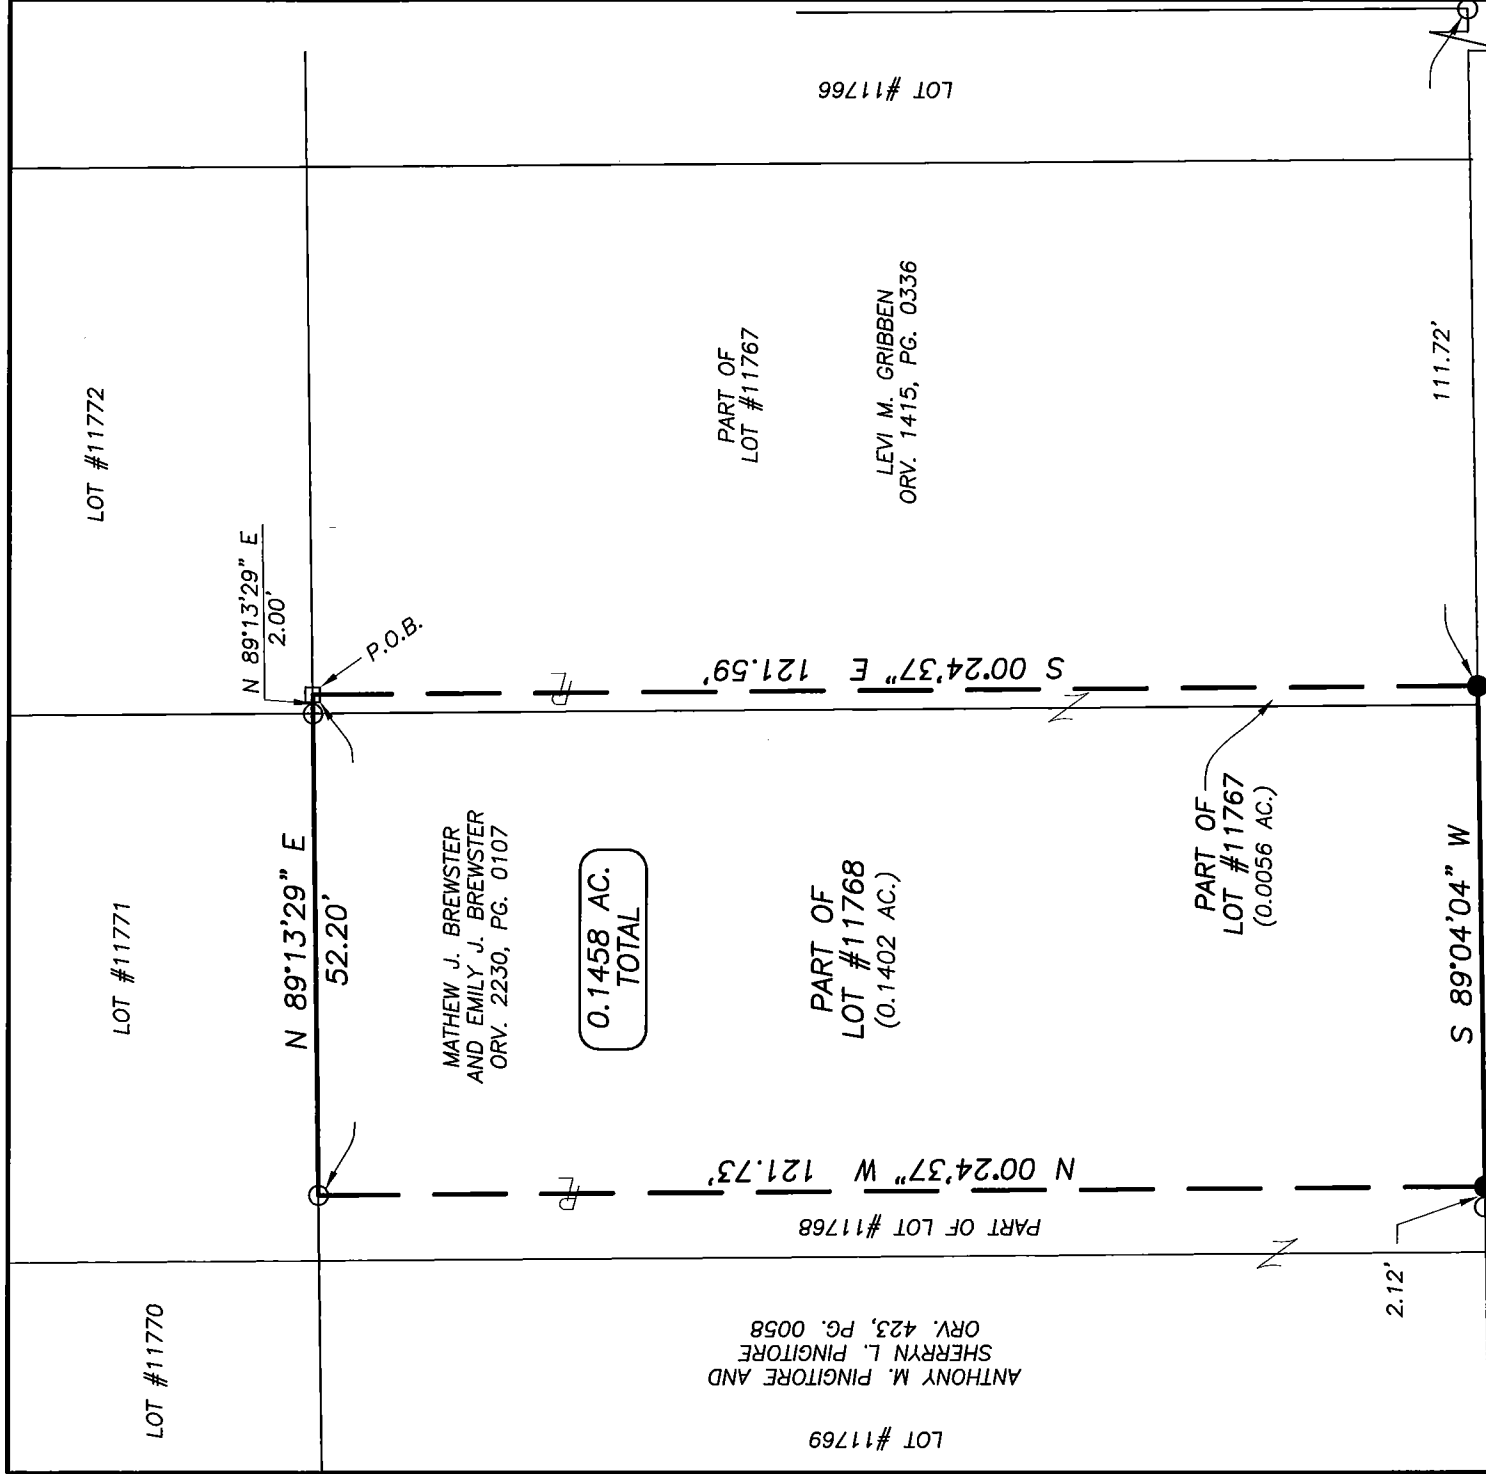 LOT #11766
LOT #11772
PART OF
LOT #11767
LEVI M. GRIBBEN
ORV. 1415, PG. 0336
111.72'
N 89°13'29" E
2.00'
P.O.B.
S 00°24'37" E 121.59'
PL
LOT #11771
N 89°13'29" E
52.20'
MATHEW J. BREWSTER
AND EMILY J. BREWSTER
ORV. 2230, PG. 0107
0.1458 AC.
TOTAL
PART OF
LOT #11768
(0.1402 AC.)
PART OF
LOT #11767
(0.0056 AC.)
S 89°04'04" W
N 00°24'37" W 121.73'
PL
PART OF LOT #11768
2.12'
LOT #11770
ANTHONY M. PINGITORE AND
SHERRYN L. PINGITORE
ORV. 423, PG. 0058
LOT #11769